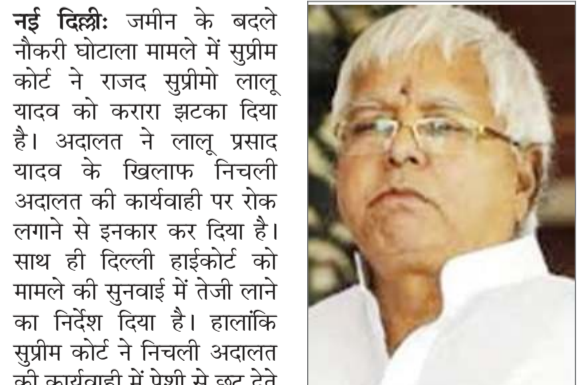 नई दिल्ली: जमीन के बदले
नौकरी घोटाला मामले में सुप्रीम
कोर्ट ने राजद सुप्रीमो लालू
यादव को करारा झटका दिया
है। अदालत ने लालू प्रसाद
यादव के खिलाफ निचली
अदालत की कार्यवाही पर रोक
लगाने से इनकार कर दिया है।
साथ ही दिल्ली हाईकोर्ट को
मामले की सुनवाई में तेजी लाने
का निर्देश दिया है। हालांकि
सुप्रीम कोर्ट ने निचली अदालत
की कार्यवाही में पेशी से छूट देते